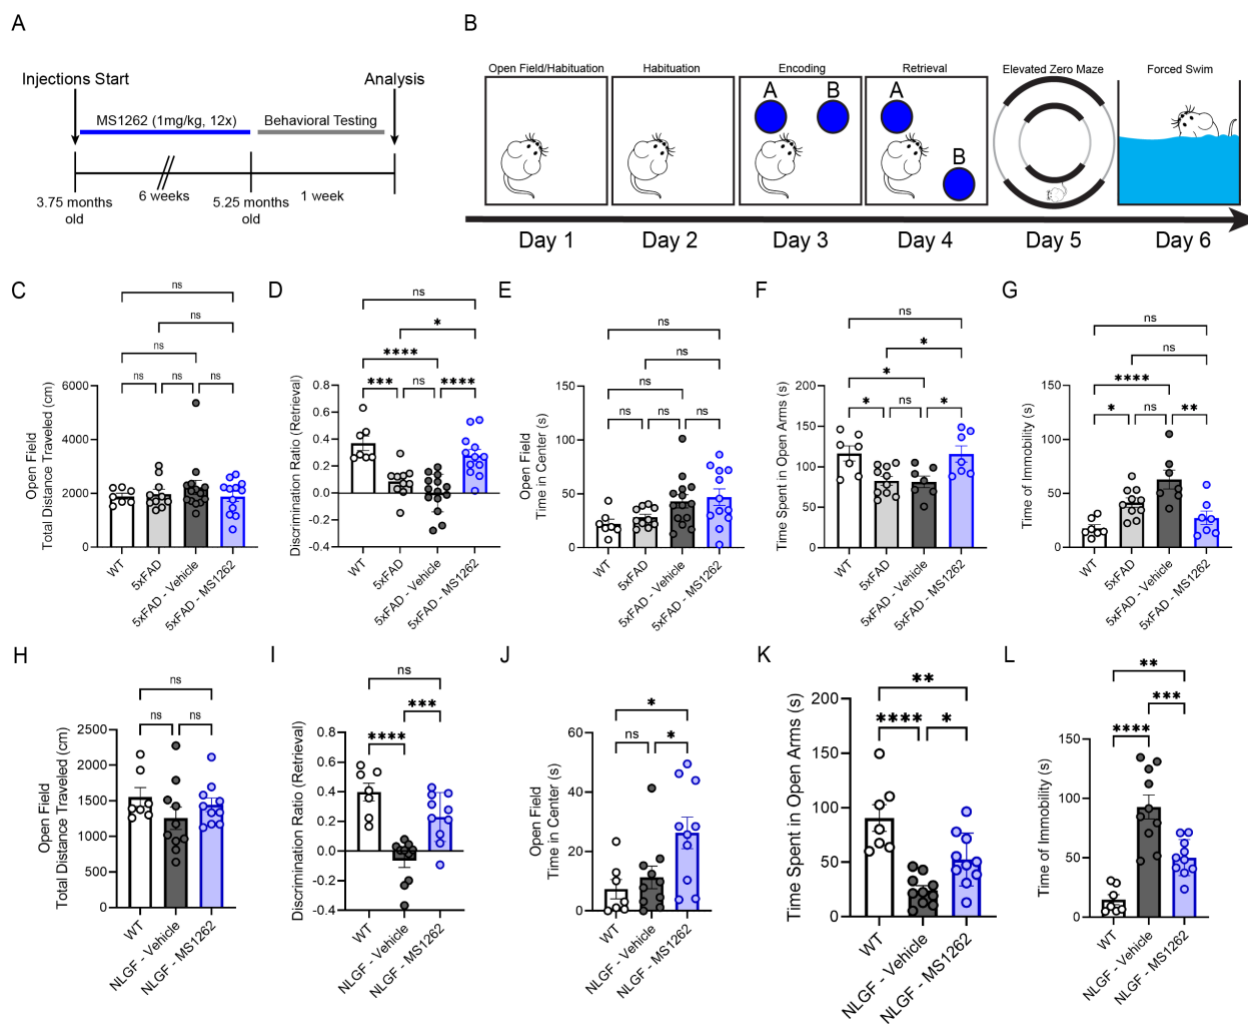 A
Injections Start
Analysis
MS1262 (1mg/kg, 12x)
Behavioral Testing
6 weeks
1 week
3.75 months
old
5.25 months
old
B
Open Field/Habituation
Habituation
Encoding
Retrieval
Elevated Zero Maze
Forced Swim
A
B
A
B
Day 1
Day 2
Day 3
Day 4
Day 5
Day 6
C
ns
ns
ns
ns
ns
ns
Open Field
Total Distance Traveled (cm)
6000
4000
2000
0
WT
5xFAD
5xFAD - Vehicle
5xFAD - MS1262
D
ns
*
****
***
ns
****
Discrimination Ratio (Retrieval)
0.8
0.6
0.4
0.2
0.0
-0.2
-0.4
WT
5xFAD
5xFAD - Vehicle
5xFAD - MS1262
E
ns
ns
ns
ns
ns
ns
Open Field
Time in Center (s)
150
100
50
0
WT
5xFAD
5xFAD - Vehicle
5xFAD - MS1262
F
ns
*
*
*
ns
*
Time Spent in Open Arms (s)
200
150
100
50
0
WT
5xFAD
5xFAD - Vehicle
5xFAD - MS1262
G
ns
ns
****
*
ns
**
Time of Immobility (s)
150
100
50
0
WT
5xFAD
5xFAD - Vehicle
5xFAD - MS1262
H
ns
ns
ns
Open Field
Total Distance Traveled (cm)
2500
2000
1500
1000
500
0
WT
NLGF - Vehicle
NLGF - MS1262
I
ns
***
****
Discrimination Ratio (Retrieval)
0.8
0.6
0.4
0.2
0.0
-0.2
-0.4
WT
NLGF - Vehicle
NLGF - MS1262
J
*
ns
*
Open Field
Time in Center (s)
60
40
20
0
WT
NLGF - Vehicle
NLGF - MS1262
K
**
****
*
Time Spent in Open Arms (s)
200
150
100
50
0
WT
NLGF - Vehicle
NLGF - MS1262
L
**
***
****
Time of Immobility (s)
150
100
50
0
WT
NLGF - Vehicle
NLGF - MS1262